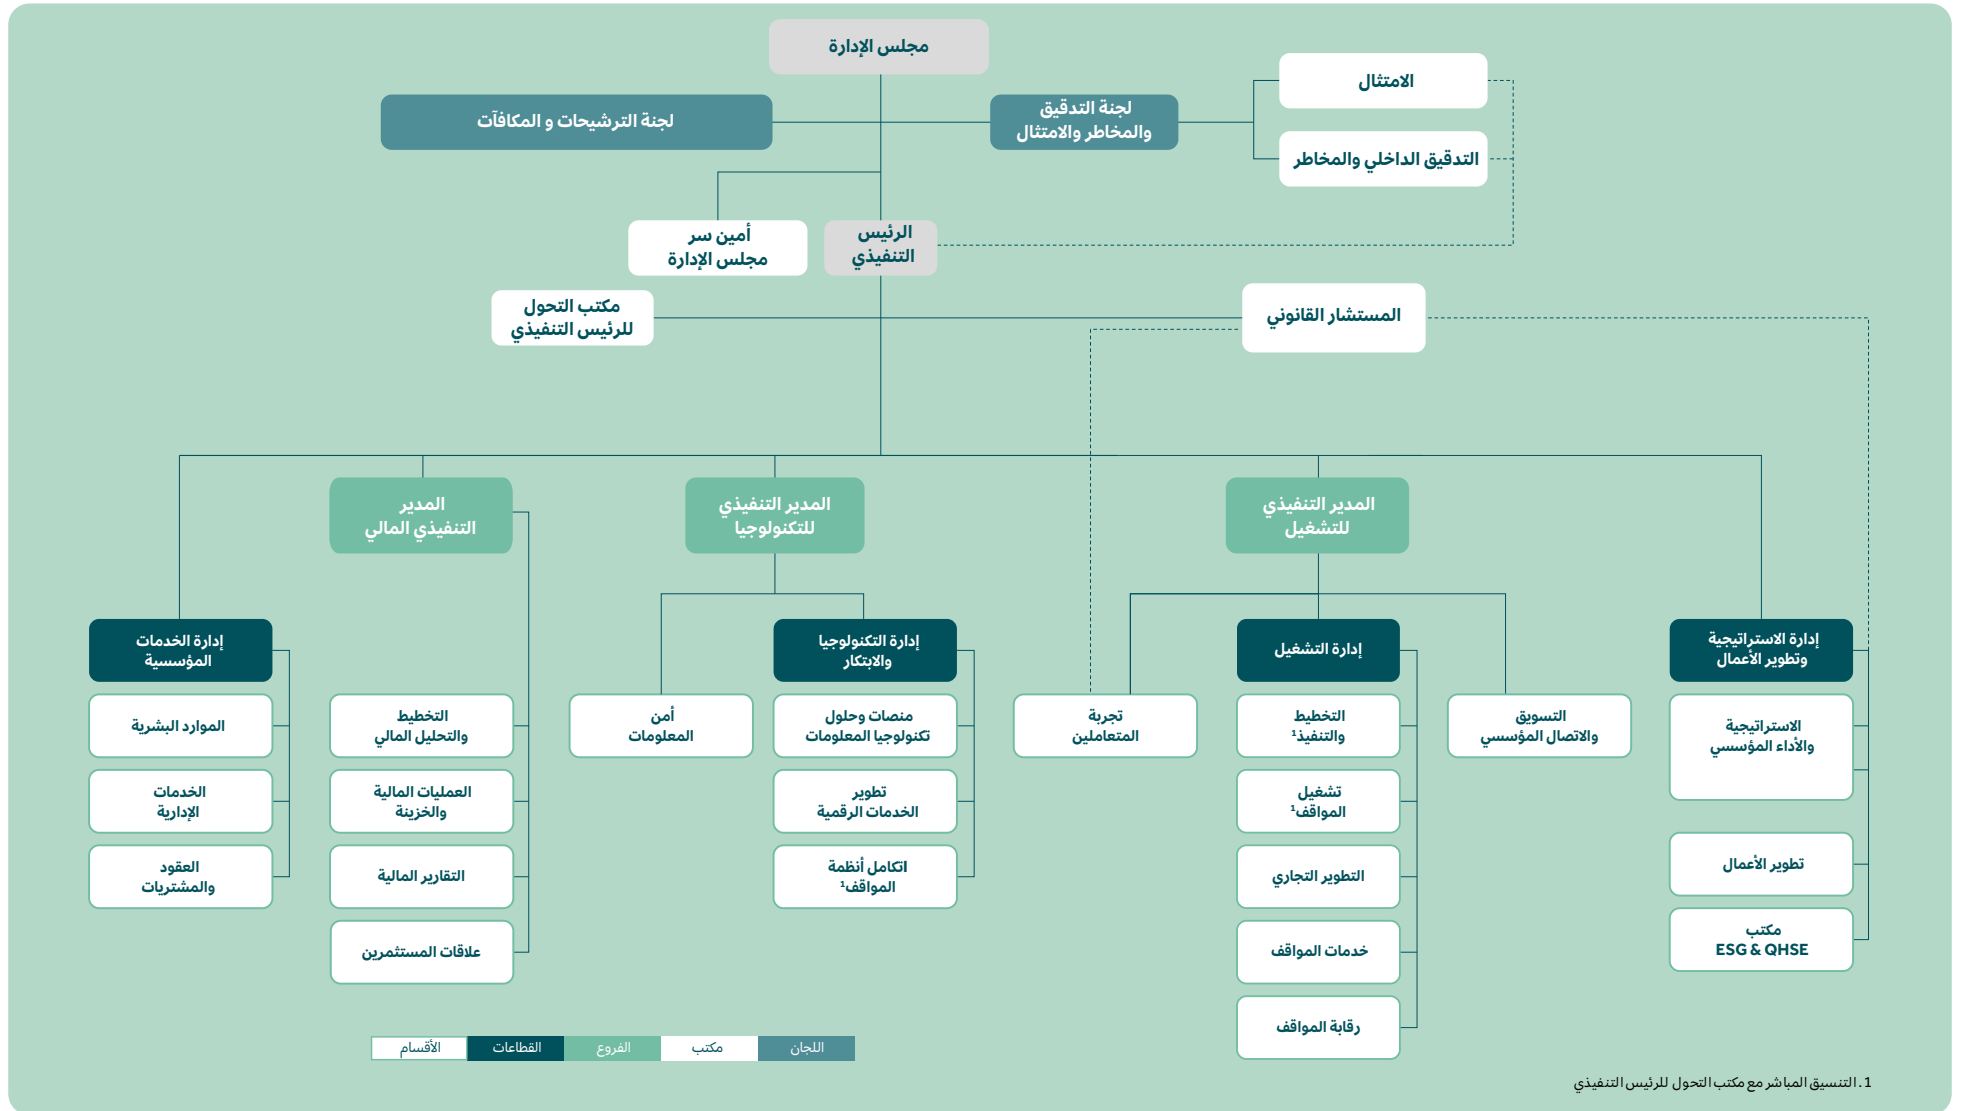 مجلس الإدارة
الامتثال
لجنة التدقيق
والمخاطر والامتثال
لجنة الترشيحات و المكافآت
التدقيق الداخلي والمخاطر
الرئيس
التنفيذي
أمين سر
مجلس الإدارة
المستشار القانوني
مكتب التحول
للرئيس التنفيذي
المدير التنفيذي
للتشغيل
المدير التنفيذي
للتكنولوجيا
المدير
التنفيذي المالي
إدارة الاستراتيجية
وتطوير الأعمال
الاستراتيجية
والأداء المؤسسي
تطوير الأعمال
مكتب
ESG & QHSE
التسويق
والاتصال المؤسسي
إدارة التشغيل
التخطيط
والتنفيذ¹
تشغيل
المواقف¹
التطوير التجاري
خدمات المواقف
رقابة المواقف
تجربة
المتعاملين
إدارة التكنولوجيا
والابتكار
منصات وحلول
تكنولوجيا المعلومات
تطوير
الخدمات الرقمية
اتكامل أنظمة
المواقف¹
أمن
المعلومات
التخطيط
والتحليل المالي
العمليات المالية
والخزينة
التقارير المالية
علاقات المستثمرين
إدارة الخدمات
المؤسسية
الموارد البشرية
الخدمات
الإدارية
العقود
والمشتريات
اللجان
مكتب
الفروع
القطاعات
الأقسام
1. التنسيق المباشر مع مكتب التحول للرئيس التنفيذي